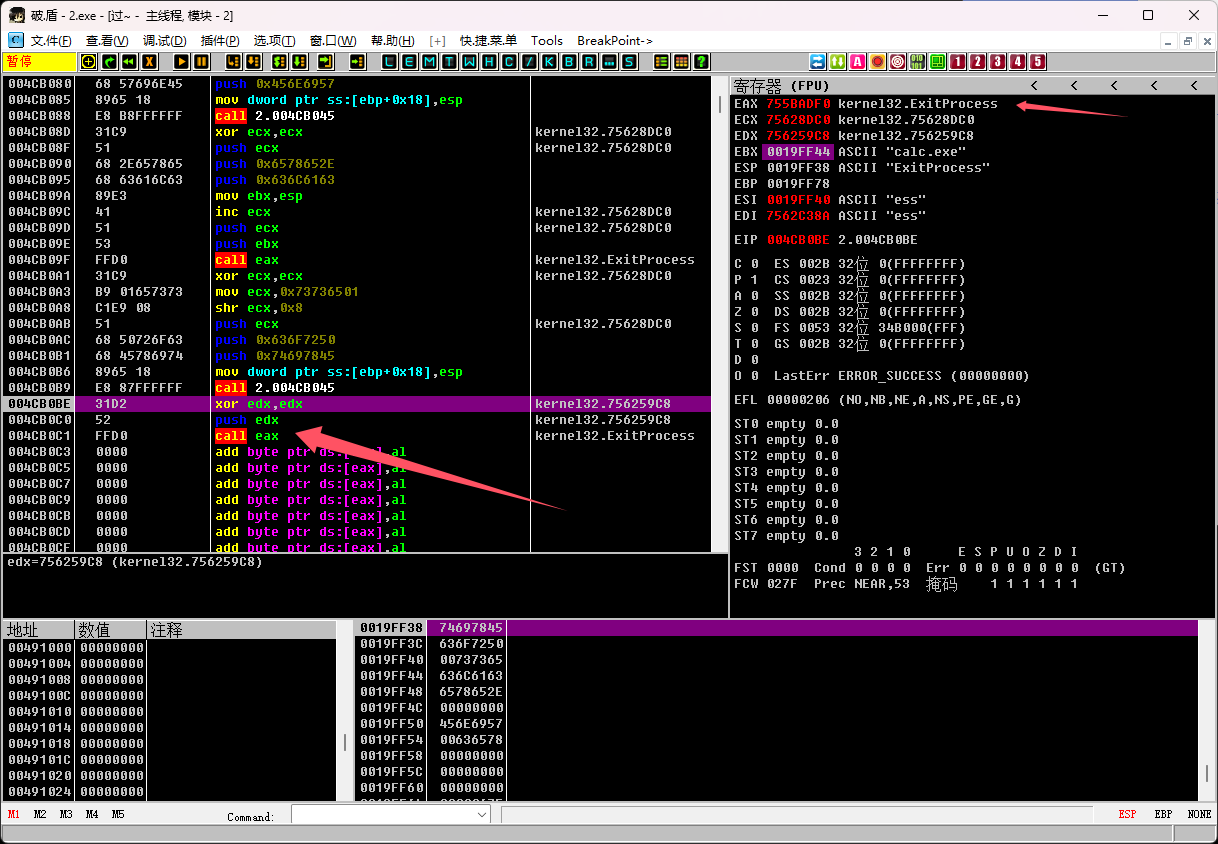 破.盾 - 2.exe - [过~ - 主线程, 模块 - 2]
文件(F) 查看(V) 调试(D) 插件(P) 选项(T) 窗口(W) 帮助(H) [+] 快捷菜单 Tools BreakPoint->
暂停 L E M T W H C / K B R ... S ? A 1 2 3 4 5
004CB080 68 57696E45 push 0x456E6957
004CB085 8965 18 mov dword ptr ss:[ebp+0x18],esp
004CB088 E8 B8FFFFFF call 2.004CB045
004CB08D 31C9 xor ecx,ecx kernel32.75628DC0
004CB08F 51 push ecx kernel32.75628DC0
004CB090 68 2E657865 push 0x6578652E
004CB095 68 63616C63 push 0x636C6163
004CB09A 89E3 mov ebx,esp
004CB09C 41 inc ecx kernel32.75628DC0
004CB09D 51 push ecx kernel32.75628DC0
004CB09E 53 push ebx
004CB09F FFD0 call eax kernel32.ExitProcess
004CB0A1 31C9 xor ecx,ecx kernel32.75628DC0
004CB0A3 B9 01657373 mov ecx,0x73736501
004CB0A8 C1E9 08 shr ecx,0x8
004CB0AB 51 push ecx kernel32.75628DC0
004CB0AC 68 50726F63 push 0x636F7250
004CB0B1 68 45786974 push 0x74697845
004CB0B6 8965 18 mov dword ptr ss:[ebp+0x18],esp
004CB0B9 E8 87FFFFFF call 2.004CB045
004CB0BE 31D2 xor edx,edx kernel32.756259C8
004CB0C0 52 push edx kernel32.756259C8
004CB0C1 FFD0 call eax kernel32.ExitProcess
004CB0C3 0000 add byte ptr ds:[eax],al
004CB0C5 0000 add byte ptr ds:[eax],al
004CB0C7 0000 add byte ptr ds:[eax],al
004CB0C9 0000 add byte ptr ds:[eax],al
004CB0CB 0000 add byte ptr ds:[eax],al
004CB0CD 0000 add byte ptr ds:[eax],al
004CB0CF 0000 add byte ptr ds:[eax],al
edx=756259C8 (kernel32.756259C8)
寄存器 (FPU) < < < < <
EAX 755BADF0 kernel32.ExitProcess
ECX 75628DC0 kernel32.75628DC0
EDX 756259C8 kernel32.756259C8
EBX 0019FF44 ASCII "calc.exe"
ESP 0019FF38 ASCII "ExitProcess"
EBP 0019FF78
ESI 0019FF40 ASCII "ess"
EDI 7562C38A ASCII "ess"
EIP 004CB0BE 2.004CB0BE
C 0 ES 002B 32位 0(FFFFFFFF)
P 1 CS 0023 32位 0(FFFFFFFF)
A 0 SS 002B 32位 0(FFFFFFFF)
Z 0 DS 002B 32位 0(FFFFFFFF)
S 0 FS 0053 32位 34B000(FFF)
T 0 GS 002B 32位 0(FFFFFFFF)
D 0
O 0 LastErr ERROR_SUCCESS (00000000)
EFL 00000206 (NO,NB,NE,A,NS,PE,GE,G)
ST0 empty 0.0
ST1 empty 0.0
ST2 empty 0.0
ST3 empty 0.0
ST4 empty 0.0
ST5 empty 0.0
ST6 empty 0.0
ST7 empty 0.0
3 2 1 0 E S P U O Z D I
FST 0000 Cond 0 0 0 0 Err 0 0 0 0 0 0 0 0 (GT)
FCW 027F Prec NEAR,53 掩码 1 1 1 1 1 1
地址 数值 注释
00491000 00000000
00491004 00000000
00491008 00000000
0049100C 00000000
00491010 00000000
00491014 00000000
00491018 00000000
0049101C 00000000
00491020 00000000
00491024 00000000
0019FF38 74697845
0019FF3C 636F7250
0019FF40 00737365
0019FF44 636C6163
0019FF48 6578652E
0019FF4C 00000000
0019FF50 456E6957
0019FF54 00636578
0019FF58 00000000
0019FF5C 00000000
0019FF60 00000000
M1 M2 M3 M4 M5 Command: ESP EBP NONE